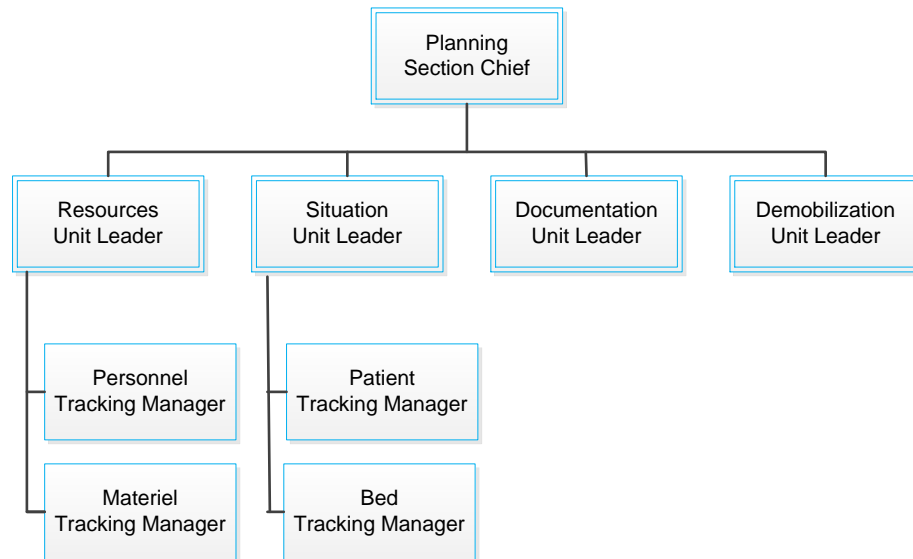 Planning
Section Chief
Resources
Unit Leader
Situation
Unit Leader
Documentation
Unit Leader
Demobilization
Unit Leader
Personnel
Tracking Manager
Patient
Tracking Manager
Materiel
Tracking Manager
Bed
Tracking Manager